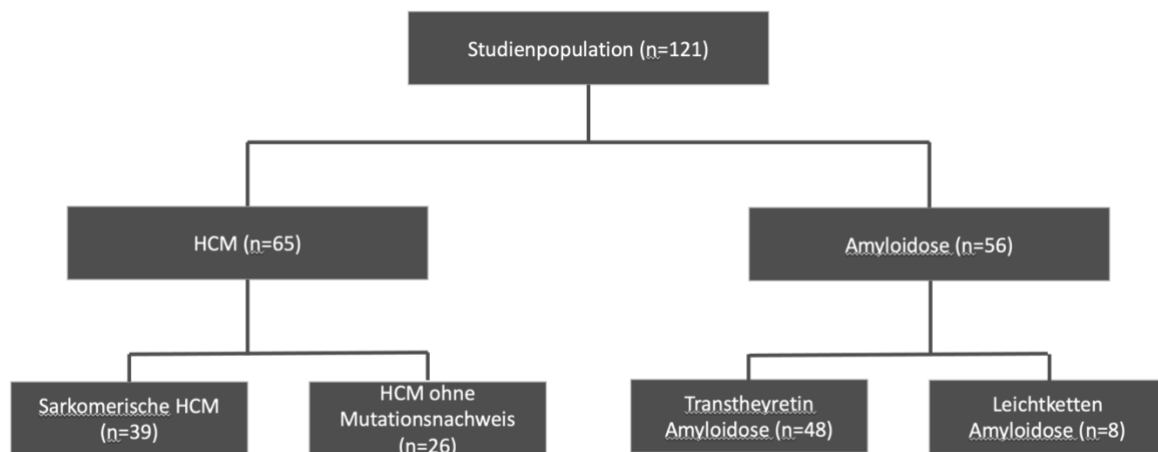 Studienpopulation (n=121)
HCM (n=65)
Amyloidose (n=56)
Sarkomerische HCM
(n=39)
HCM ohne
Mutationsnachweis
(n=26)
Transtheyretin
Amyloidose (n=48)
Leichtketten
Amyloidose (n=8)